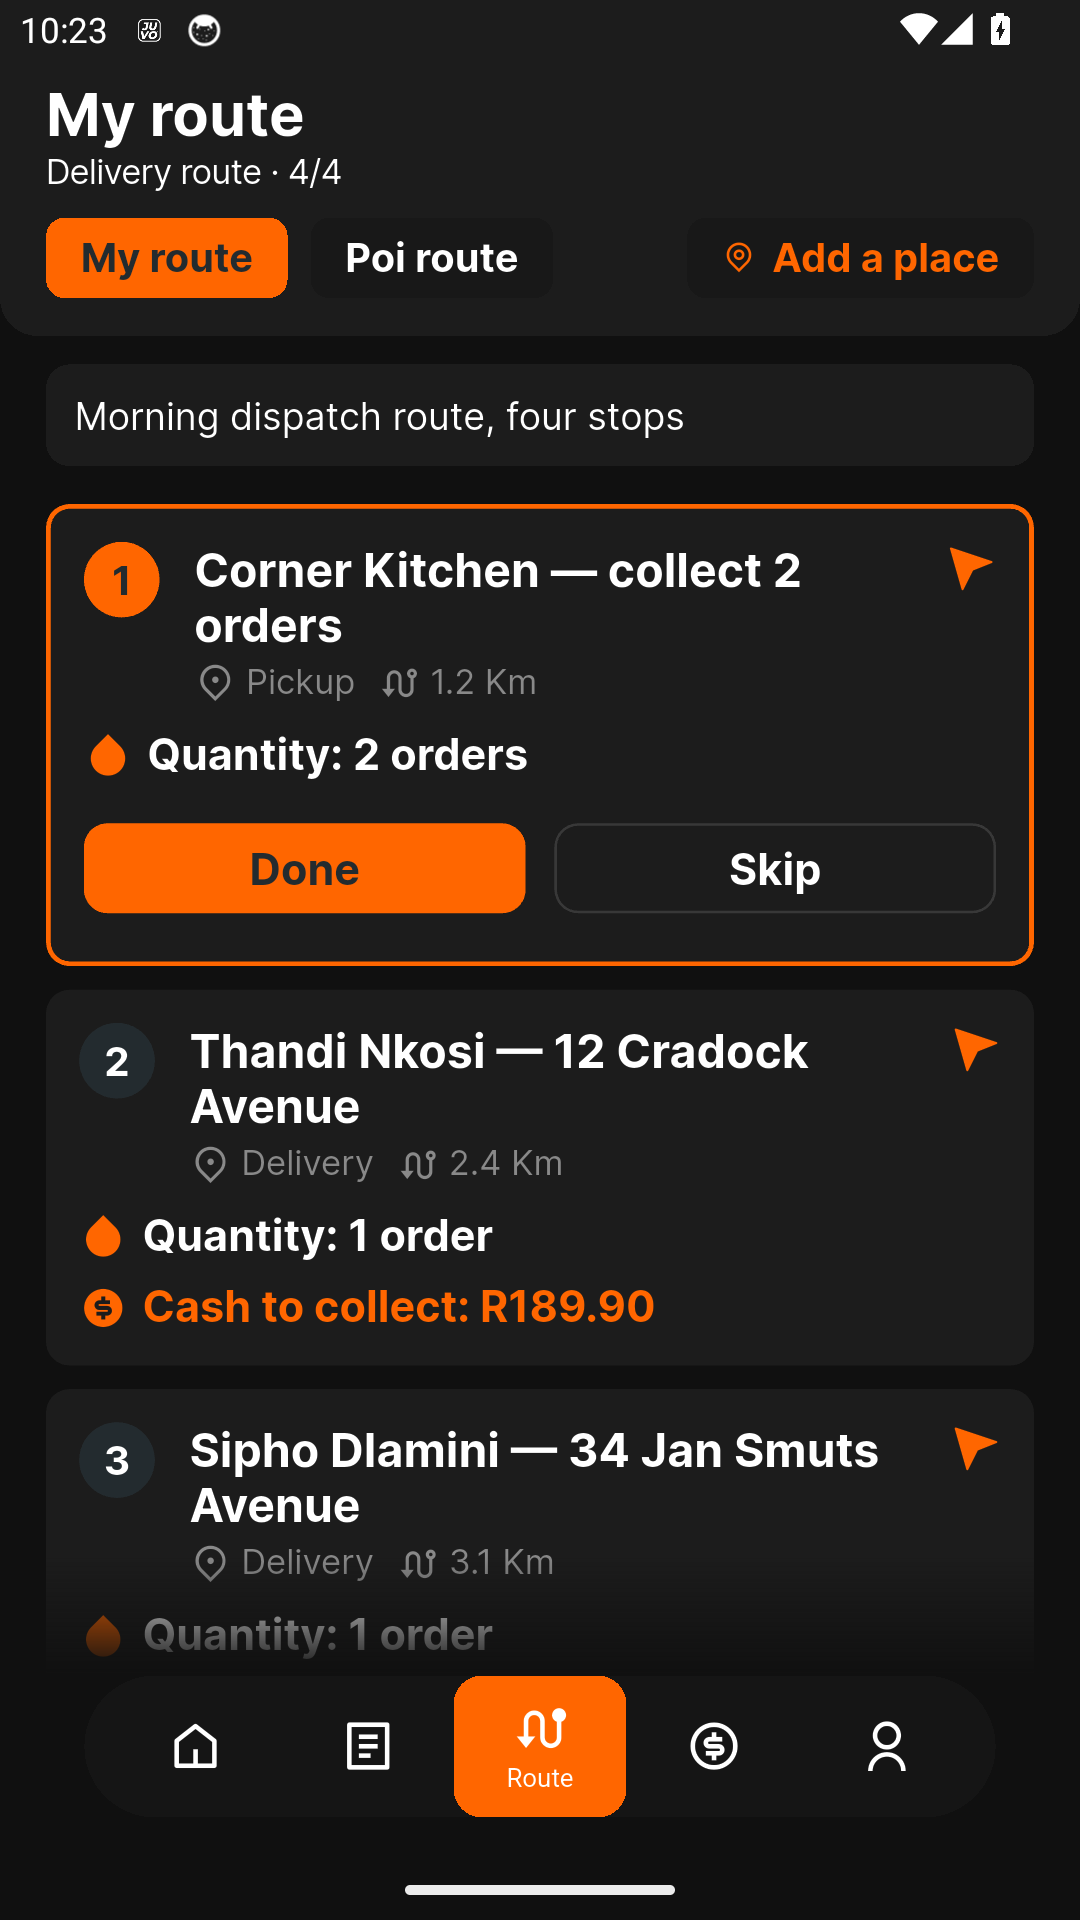 10:23
JU
VO
My route
Delivery route · 4/4
My route
Poi route
Add a place
Morning dispatch route, four stops
1
Corner Kitchen — collect 2
orders
Pickup
1.2 Km
Quantity: 2 orders
Done
Skip
2
Thandi Nkosi — 12 Cradock
Avenue
Delivery
2.4 Km
Quantity: 1 order
Cash to collect: R189.90
3
Sipho Dlamini — 34 Jan Smuts
Avenue
Delivery
3.1 Km
Quantity: 1 order
Route